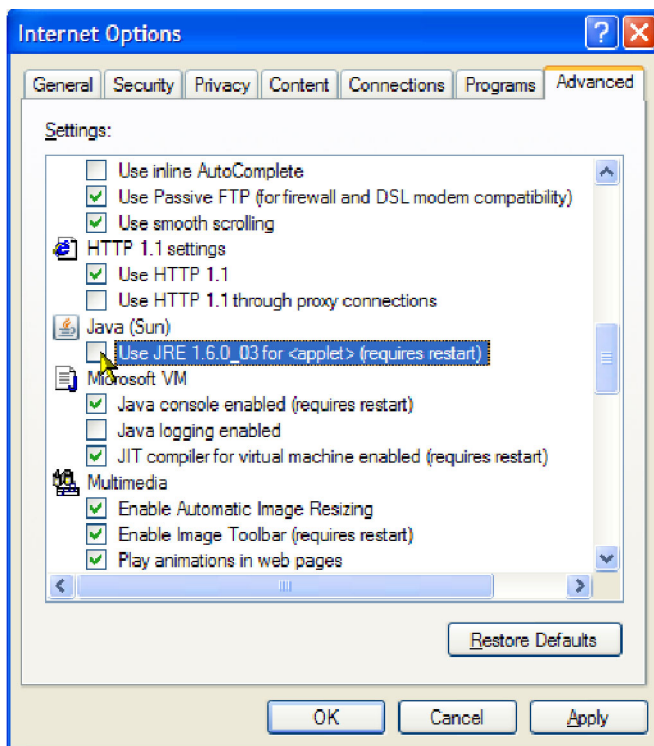 Internet Options
General Security Privacy Content Connections Programs Advanced
Settings:
Use inline AutoComplete
Use Passive FTP (for firewall and DSL modem compatibility)
Use smooth scrolling
HTTP 1.1 settings
Use HTTP 1.1
Use HTTP 1.1 through proxy connections
Java (Sun)
Use JRE 1.6.0_03 for <applet> (requires restart)
Microsoft VM
Java console enabled (requires restart)
Java logging enabled
JIT compiler for virtual machine enabled (requires restart)
Multimedia
Enable Automatic Image Resizing
Enable Image Toolbar (requires restart)
Play animations in web pages
Restore Defaults
OK Cancel Apply